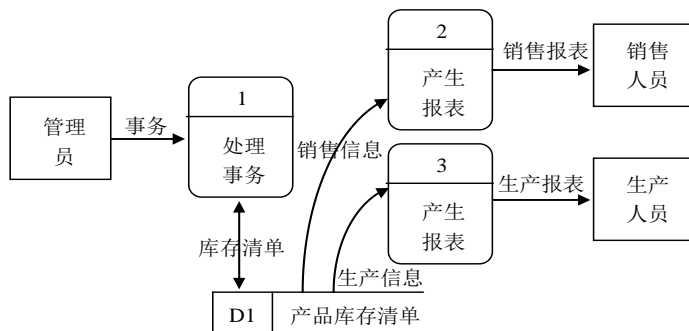 2
产生
报表
销售报表
销售
人员
管理
员
事务
1
处理
事务
销售信息
3
产生
报表
生产报表
生产
人员
库存清单
生产信息
D1
产品库存清单